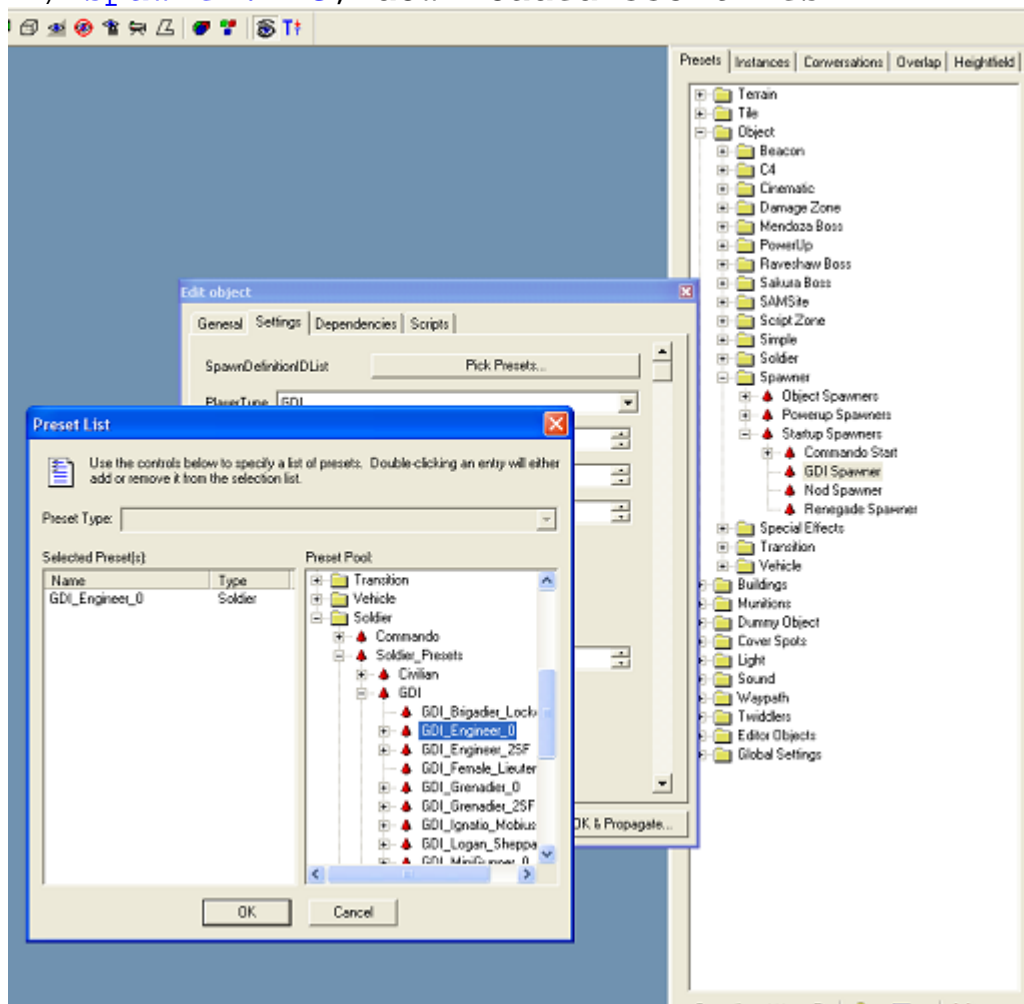 Presets Instances Conversations Overlap Heightfield
Terrain
Tile
Object
Beacon
C4
Cinematic
Damage Zone
Mendoza Boss
PowerUp
Raveshaw Boss
Sakura Boss
SAMSite
Script Zone
Simple
Soldier
Spawner
Object Spawners
Powerup Spawners
Startup Spawners
Commando Start
GDI Spawner
Nod Spawner
Renegade Spawner
Special Effects
Transition
Vehicle
Buildings
Munitions
Dummy Object
Cover Spots
Light
Sound
Waypath
Twiddlers
Editor Objects
Global Settings
Edit object
General Settings Dependencies Scripts
SpawnDefinitionIDList Pick Presets...
PlayerType GDI
OK & Propagate...
Preset List
Use the controls below to specify a list of presets. Double-clicking an entry will either
add or remove it from the selection list.
Preset Type:
Selected Preset(s): Preset Pool:
Name Type
GDI_Engineer_0 Soldier
Transition
Vehicle
Soldier
Commando
Soldier_Presets
Civilian
GDI
GDI_Brigadier_Lock
GDI_Engineer_0
GDI_Engineer_2SF
GDI_Female_Lieuter
GDI_Grenadier_0
GDI_Grenadier_2SF
GDI_Ignatio_Mobius
GDI_Logan_Sheppa
GDI_MiniGunner_0
OK Cancel